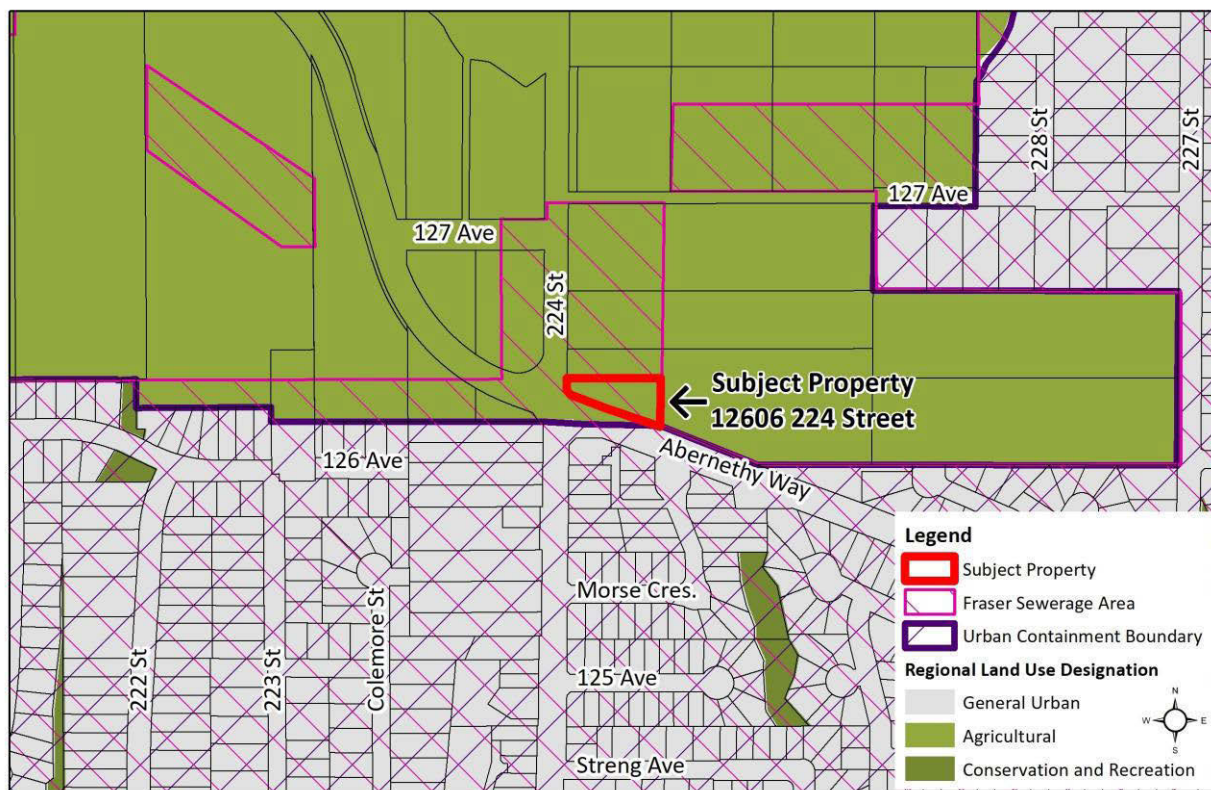 228 St
227 St
127 Ave
127 Ave
224 St
Subject Property
12606 224 Street
126 Ave
Abernethy Way
Colemore St
Morse Cres.
222 St
223 St
125 Ave
Streng Ave
Legend
Subject Property
Fraser Sewerage Area
Urban Containment Boundary
Regional Land Use Designation
General Urban
Agricultural
Conservation and Recreation
N
W E
S